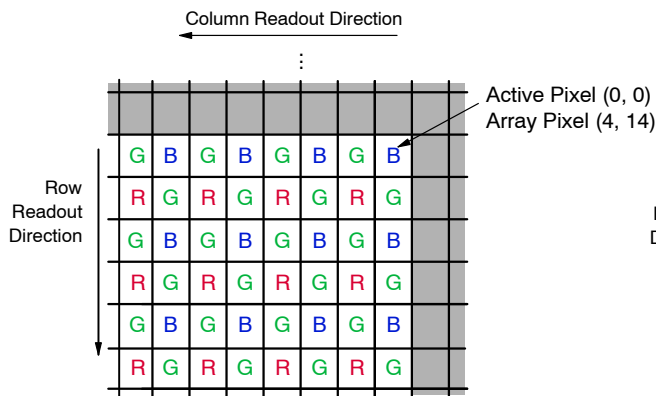 Column Readout Direction
⋮
Active Pixel (0, 0)
Array Pixel (4, 14)
G B G B G B G B
R G R G R G R G
Row
Readout
Direction
G B G B G B G B
R G R G R G R G
G B G B G B G B
R G R G R G R G